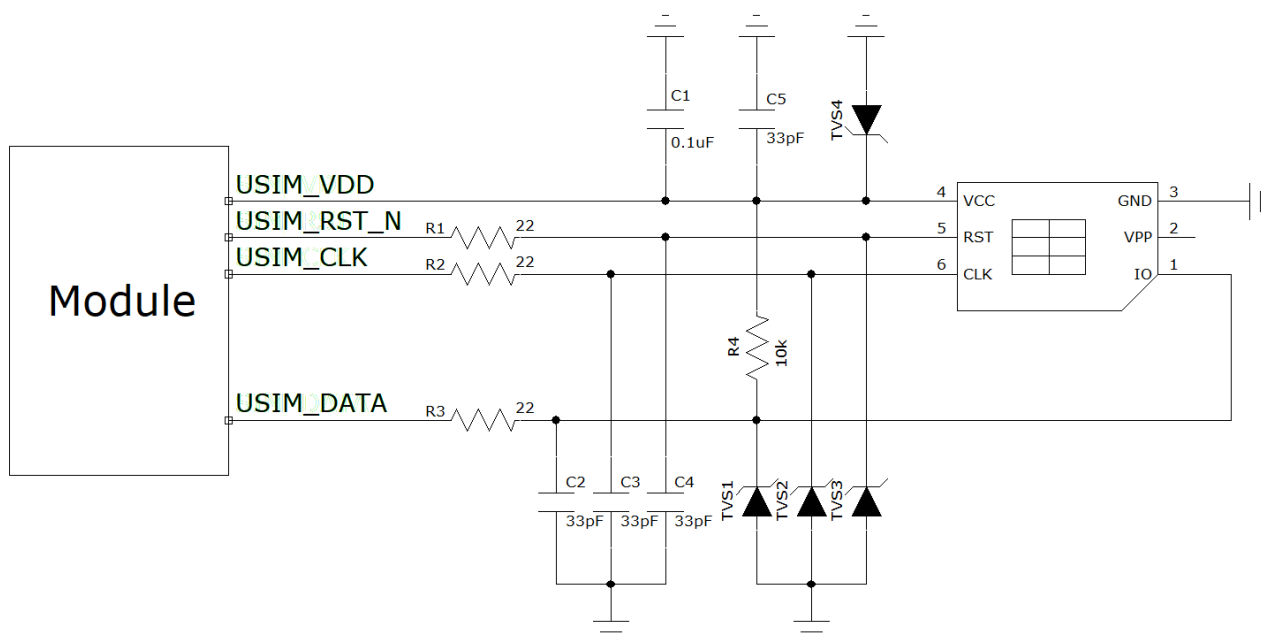 C1
0.1uF
C5
33pF
TVS4
USIM_VDD
USIM_RST_N
USIM_CLK
R1
22
R2
22
4
5
6
VCC
RST
CLK
GND
VPP
IO
3
2
1
Module
R4
10k
USIM_DATA
R3
22
C2
33pF
C3
33pF
C4
33pF
TVS1
TVS2
TVS3